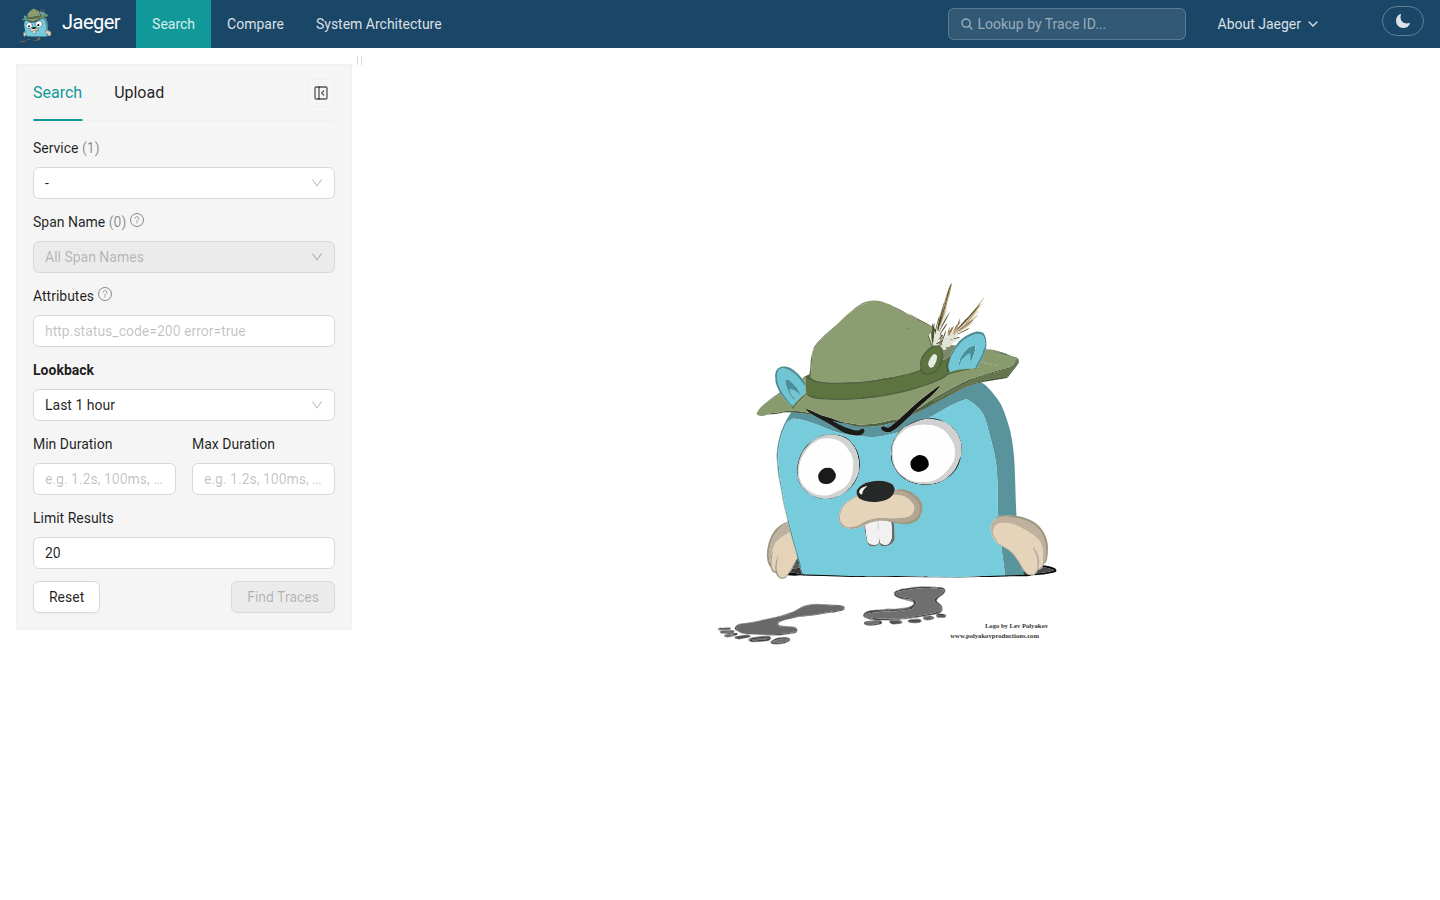 Jaeger
Search
Compare
System Architecture
Lookup by Trace ID...
About Jaeger
Search
Upload
Service (1)
-
Span Name (0)
All Span Names
Attributes
http.status_code=200 error=true
Lookback
Last 1 hour
Min Duration
Max Duration
e.g. 1.2s, 100ms, ...
e.g. 1.2s, 100ms, ...
Limit Results
20
Reset
Find Traces
Logo by Lev Polyakov
www.polyakovproductions.com